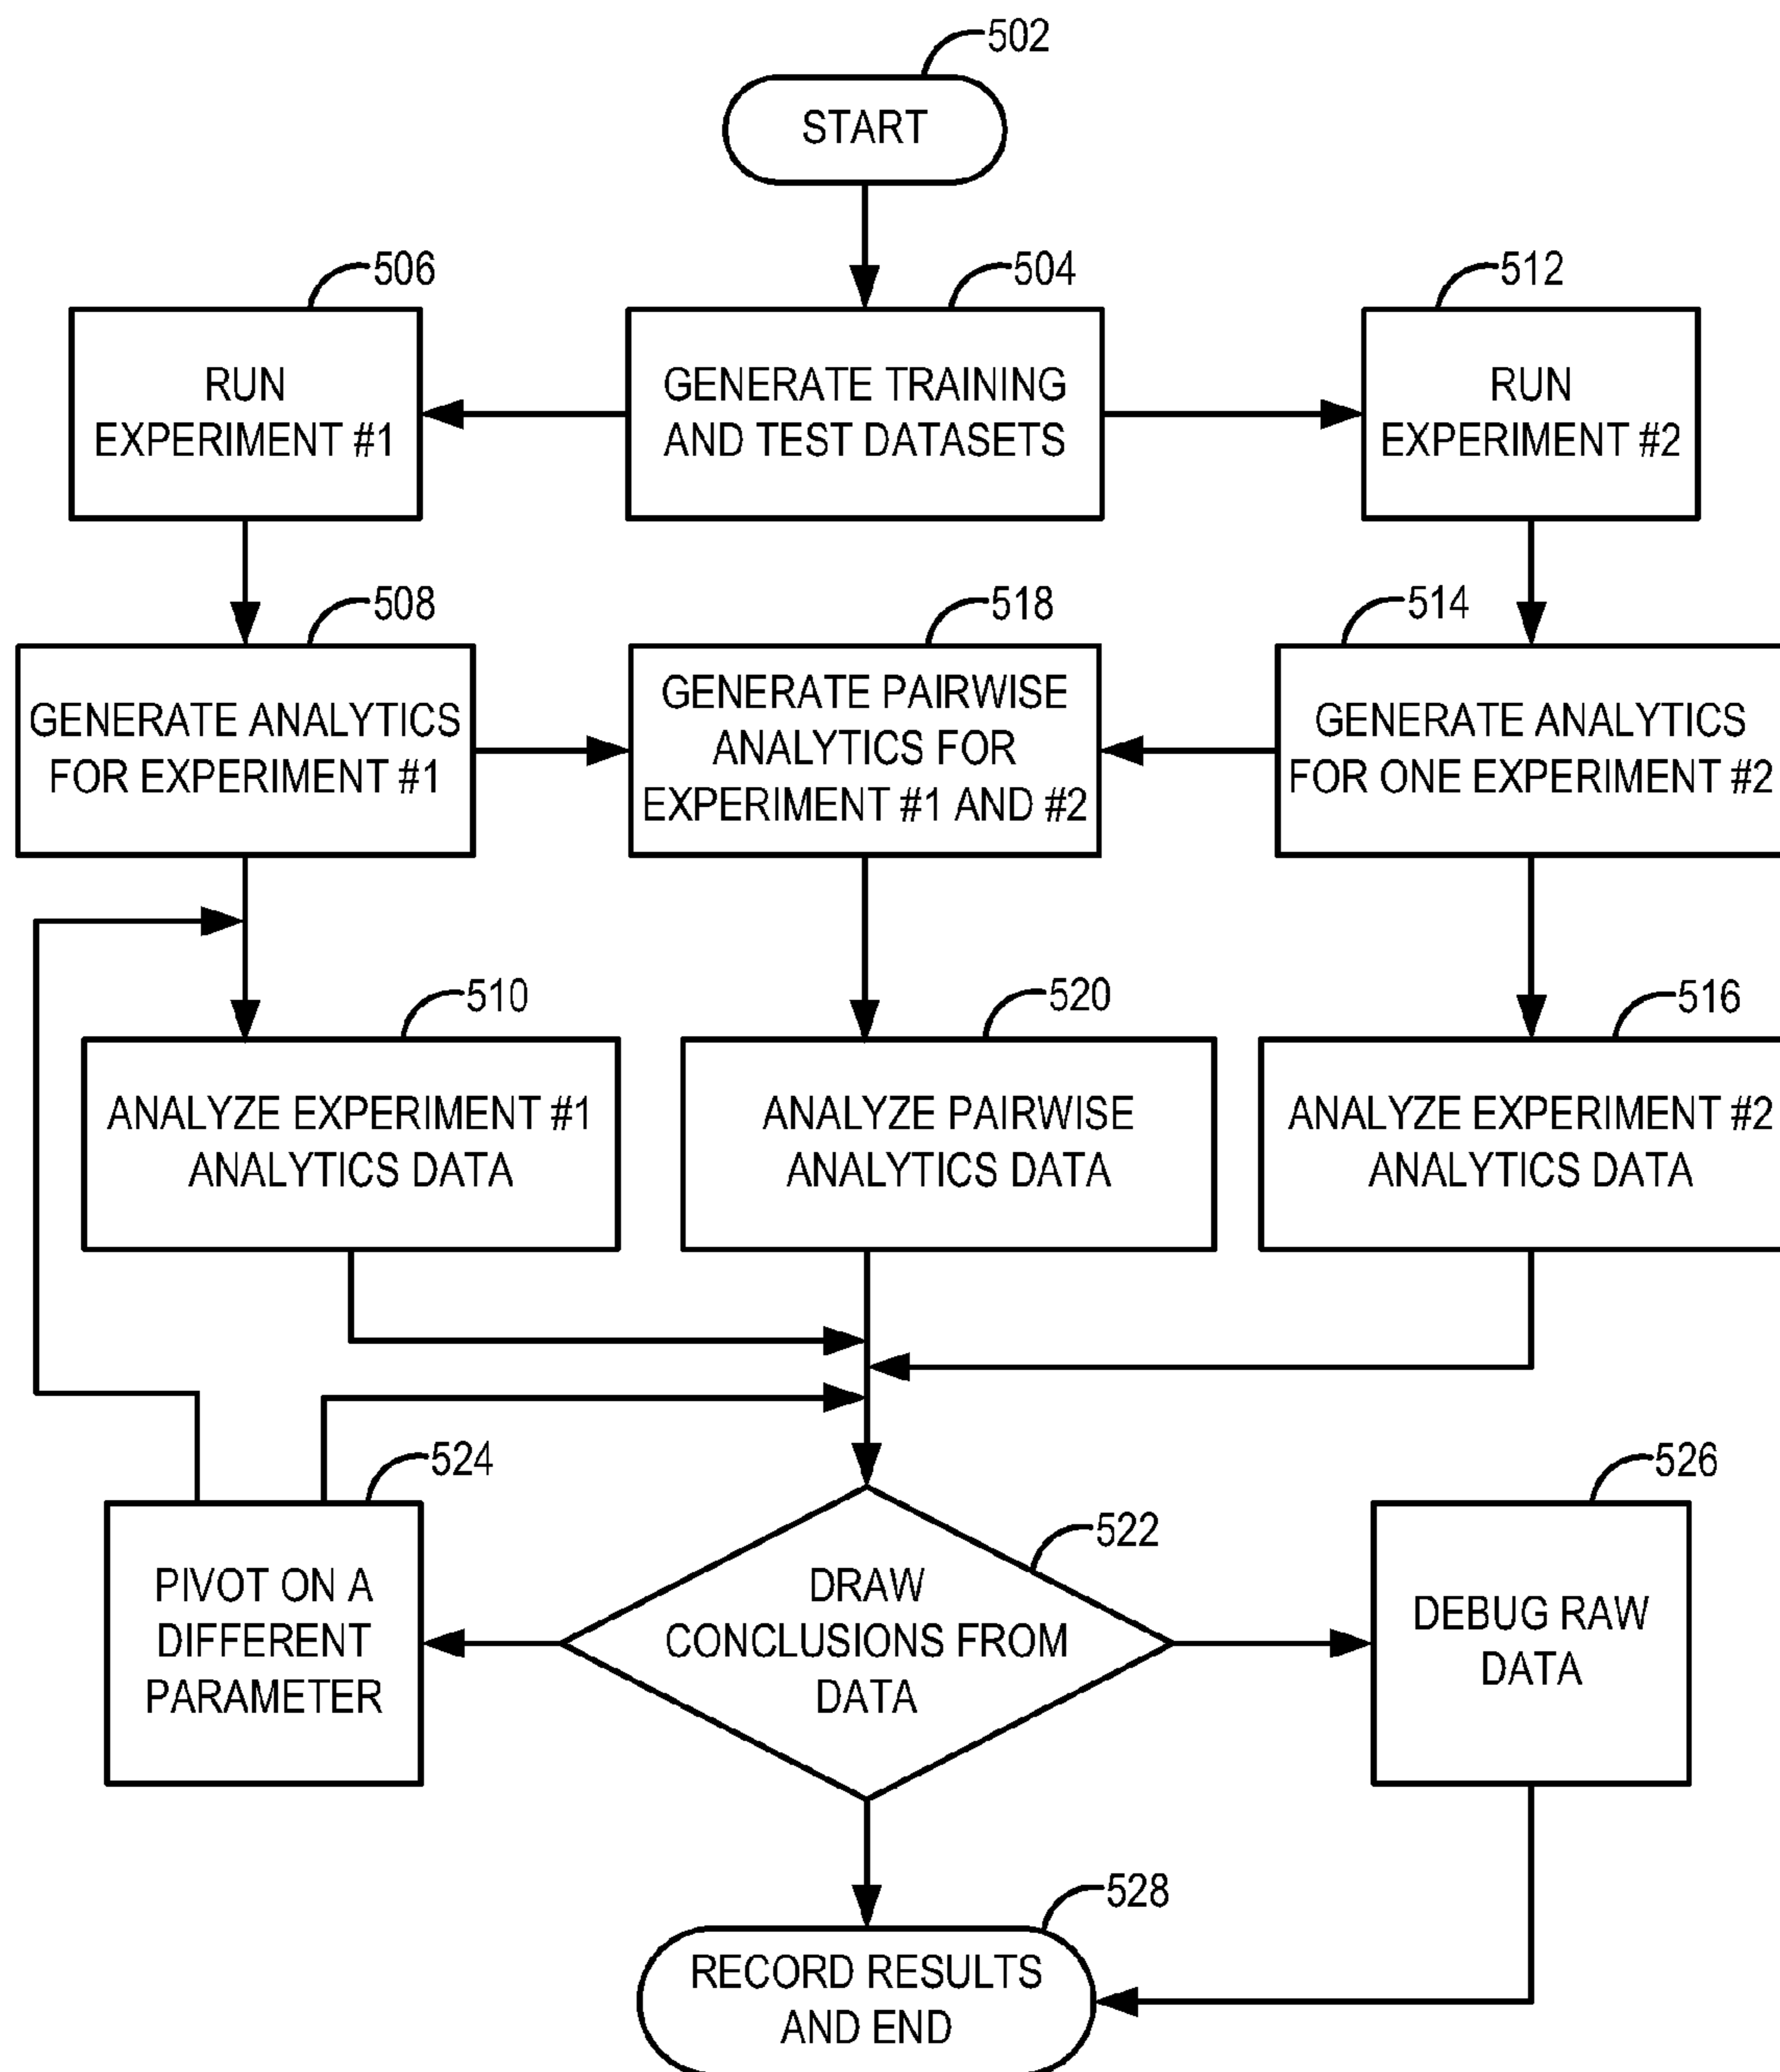 502
START
506
504
512
RUN
EXPERIMENT #1
GENERATE TRAINING
AND TEST DATASETS
RUN
EXPERIMENT #2
508
518
514
GENERATE ANALYTICS
FOR EXPERIMENT #1
GENERATE PAIRWISE
ANALYTICS FOR
EXPERIMENT #1 AND #2
GENERATE ANALYTICS
FOR ONE EXPERIMENT #2
510
520
516
ANALYZE EXPERIMENT #1
ANALYTICS DATA
ANALYZE PAIRWISE
ANALYTICS DATA
ANALYZE EXPERIMENT #2
ANALYTICS DATA
524
522
526
PIVOT ON A
DIFFERENT
PARAMETER
DRAW
CONCLUSIONS FROM
DATA
DEBUG RAW
DATA
528
RECORD RESULTS
AND END